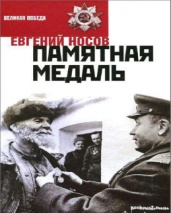 ВЕЛИКАЯ ПОБЕДА
ЕВГЕНИЙ НОСОВ
ПАМЯТНАЯ
МЕДАЛЬ